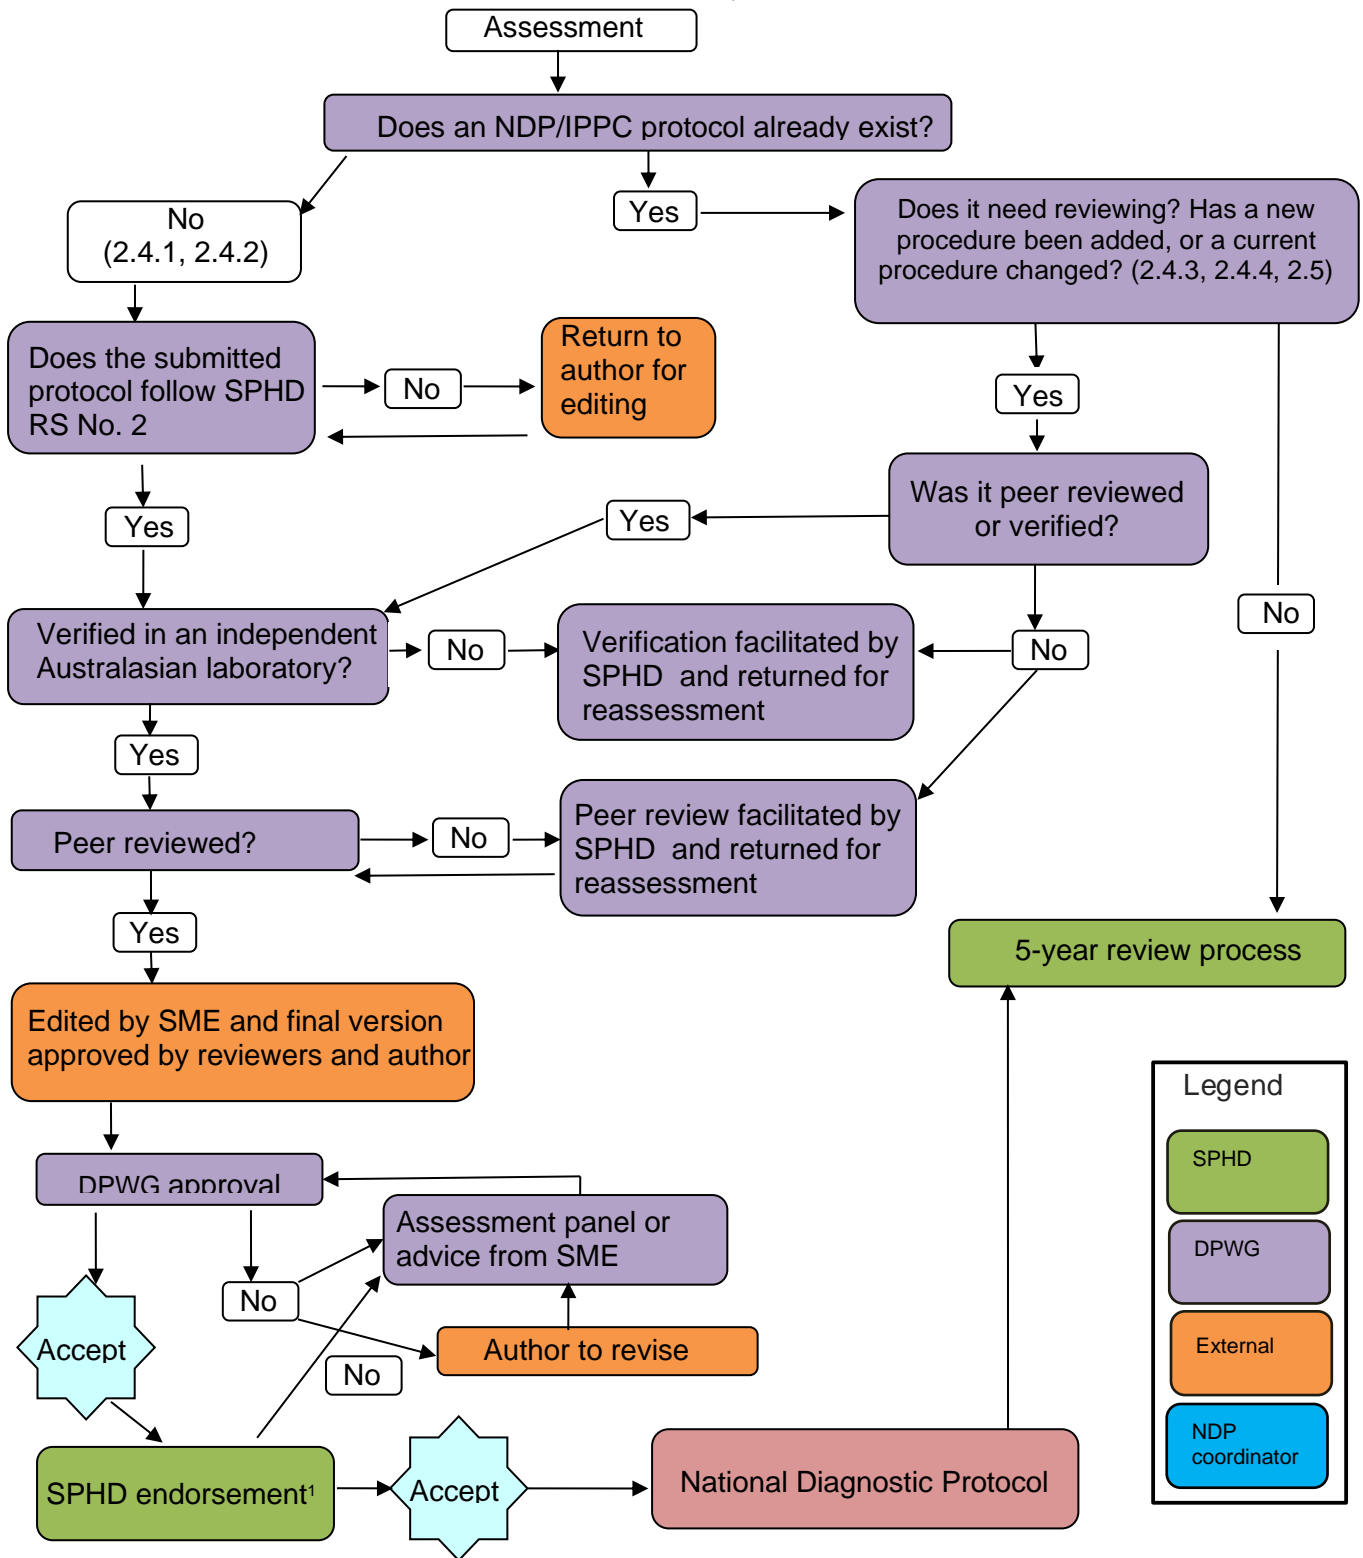 Assessment
Does an NDP/IPPC protocol already exist?
No
(2.4.1, 2.4.2)
Yes
Does it need reviewing? Has a new
procedure been added, or a current
procedure changed? (2.4.3, 2.4.4, 2.5)
Does the submitted
protocol follow SPHD
RS No. 2
No
Return to
author for
editing
Yes
Was it peer reviewed
or verified?
Yes
Yes
No
Verified in an independent
Australasian laboratory?
No
Verification facilitated by
SPHD and returned for
reassessment
No
Yes
Peer reviewed?
No
Peer review facilitated by
SPHD and returned for
reassessment
Yes
5-year review process
Edited by SME and final version
approved by reviewers and author
DPWG approval
Assessment panel or
advice from SME
No
Accept
Author to revise
No
SPHD endorsement¹
Accept
National Diagnostic Protocol
Legend
SPHD
DPWG
External
NDP
coordinator